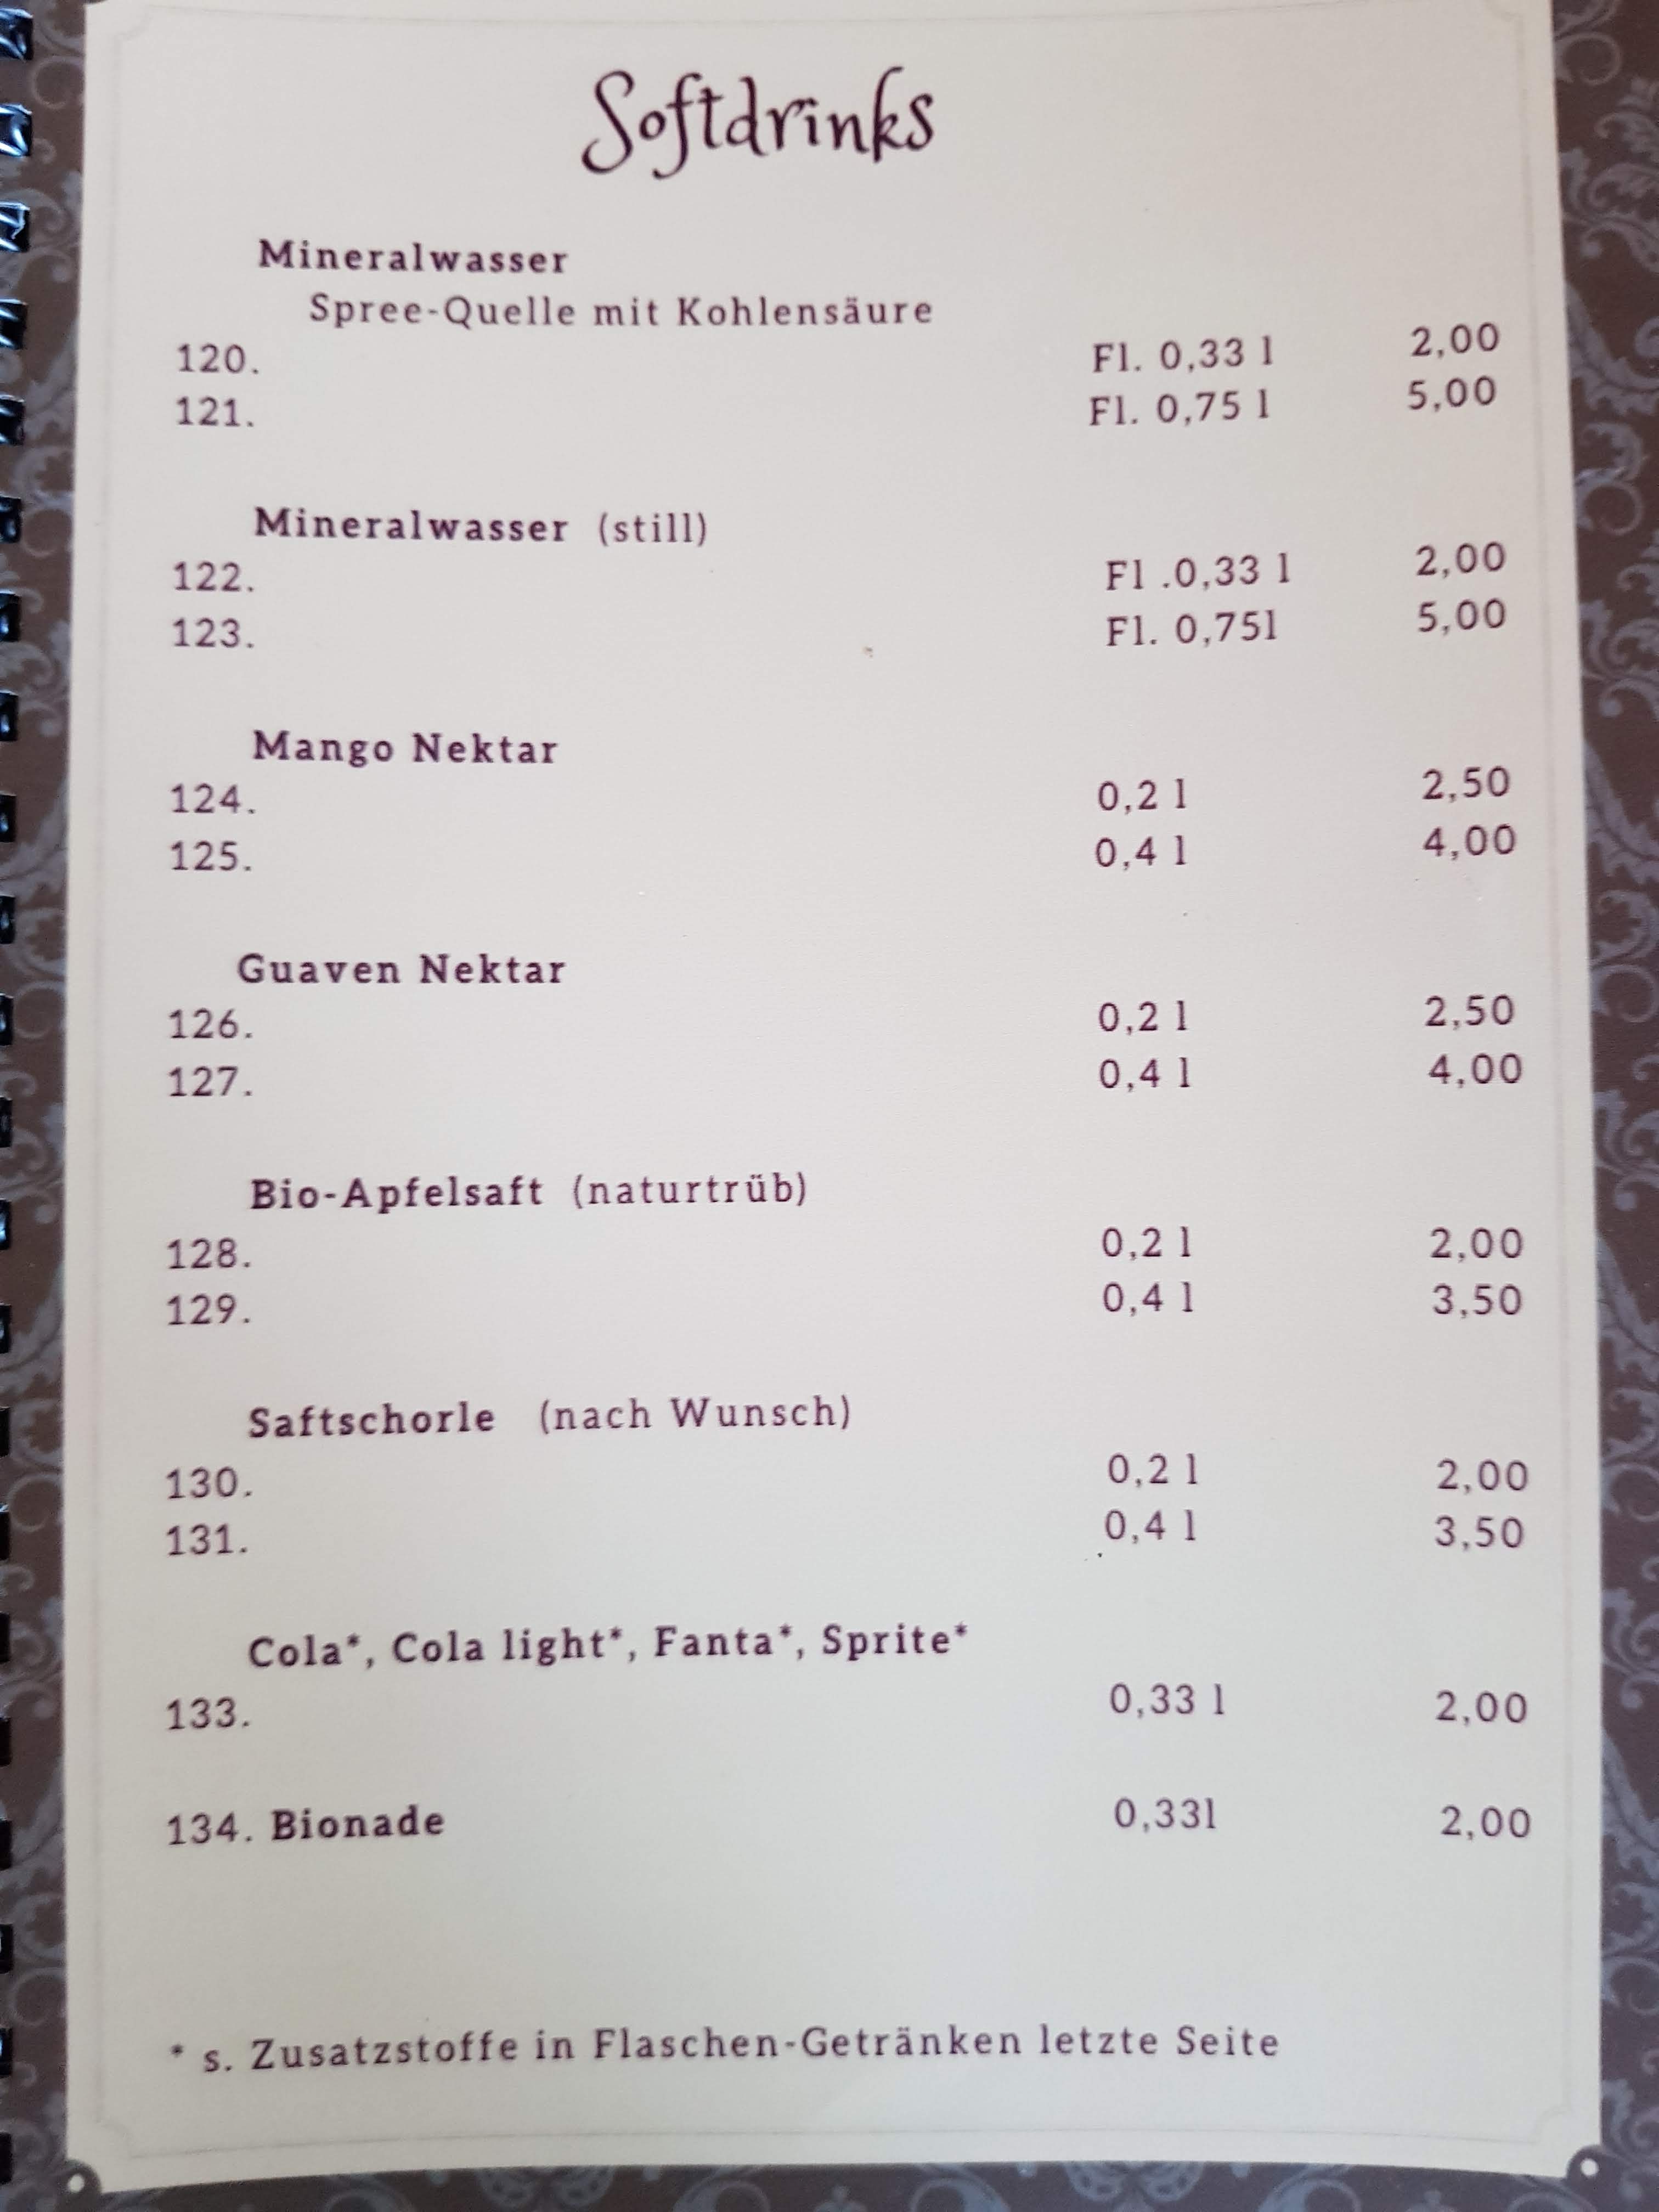 Softdrinks
Mineralwasser
Spree-Quelle mit Kohlensäure
120. Fl. 0,33 l 2,00
121. Fl. 0,75 l 5,00
Mineralwasser (still)
122. Fl .0,33 l 2,00
123. Fl. 0,75l 5,00
Mango Nektar
124. 0,2 l 2,50
125. 0,4 l 4,00
Guaven Nektar
126. 0,2 l 2,50
127. 0,4 l 4,00
Bio-Apfelsaft (naturtrüb)
128. 0,2 l 2,00
129. 0,4 l 3,50
Saftschorle (nach Wunsch)
130. 0,2 l 2,00
131. 0,4 l 3,50
Cola*, Cola light*, Fanta*, Sprite*
133. 0,33 l 2,00
134. Bionade 0,33l 2,00
* s. Zusatzstoffe in Flaschen-Getränken letzte Seite